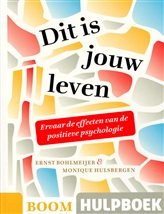 Dit is
jouw
leven
Ervaar de effecten van de
positieve psychologie
ERNST BOHLMEIJER &
MONIQUE HULSBERGEN
BOOM HULPBOEK